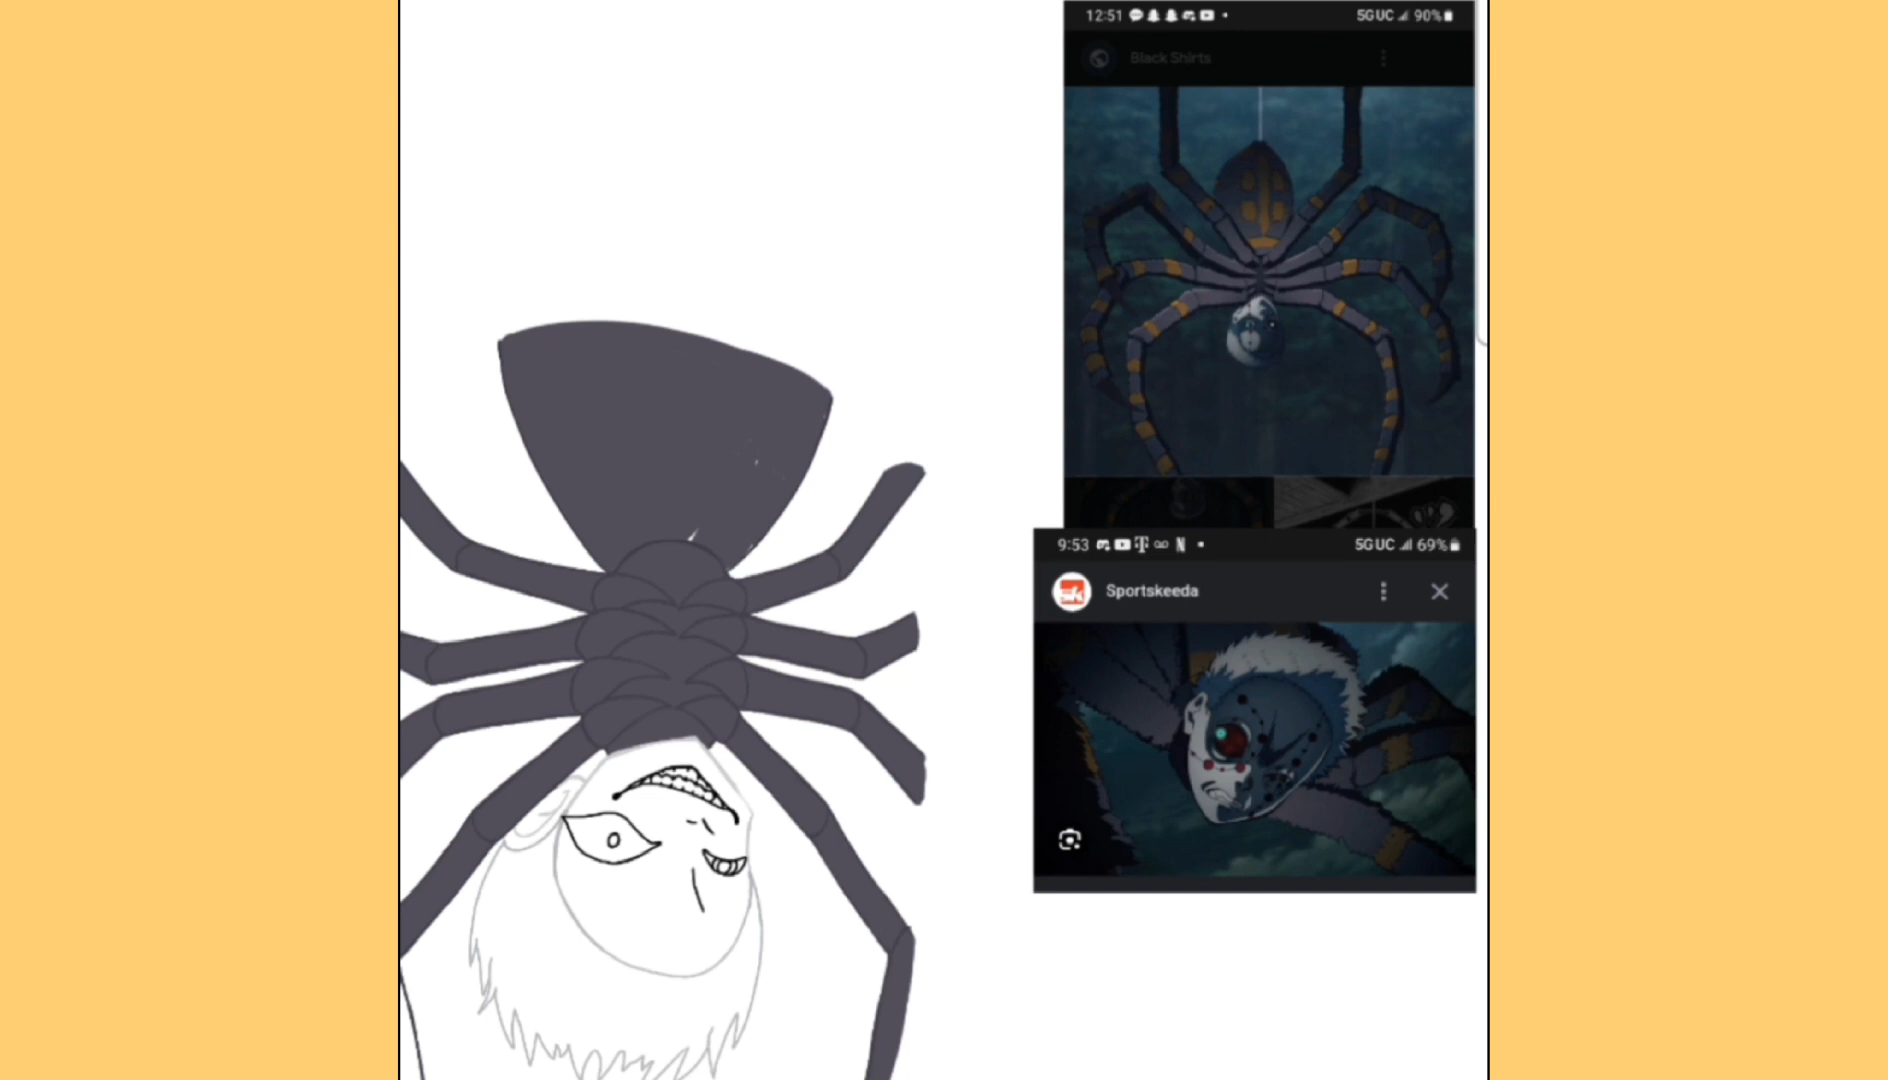 12:51
5G UC
90%
Black Shirts
9:53
5G UC
69%
Sportskeeda